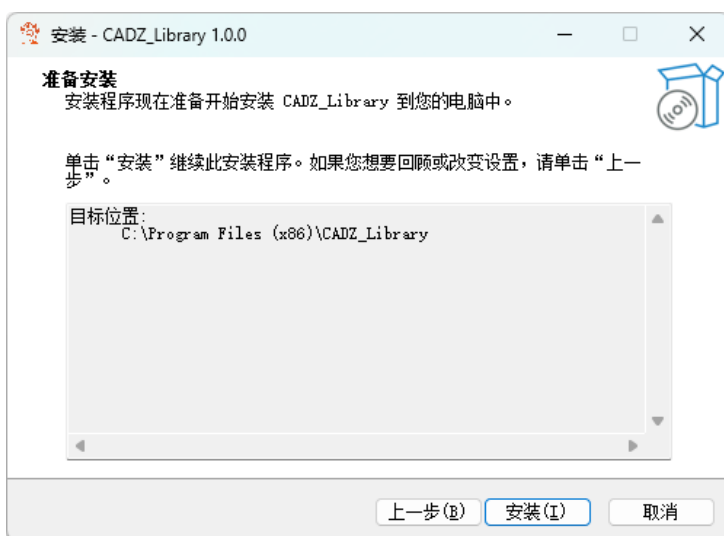 安装 - CADZ_Library 1.0.0
准备安装
安装程序现在准备开始安装 CADZ_Library 到您的电脑中。
单击“安装”继续此安装程序。如果您想要回顾或改变设置，请单击“上一
步”。
目标位置:
C:\Program Files (x86)\CADZ_Library
上一步(B) 安装(I) 取消